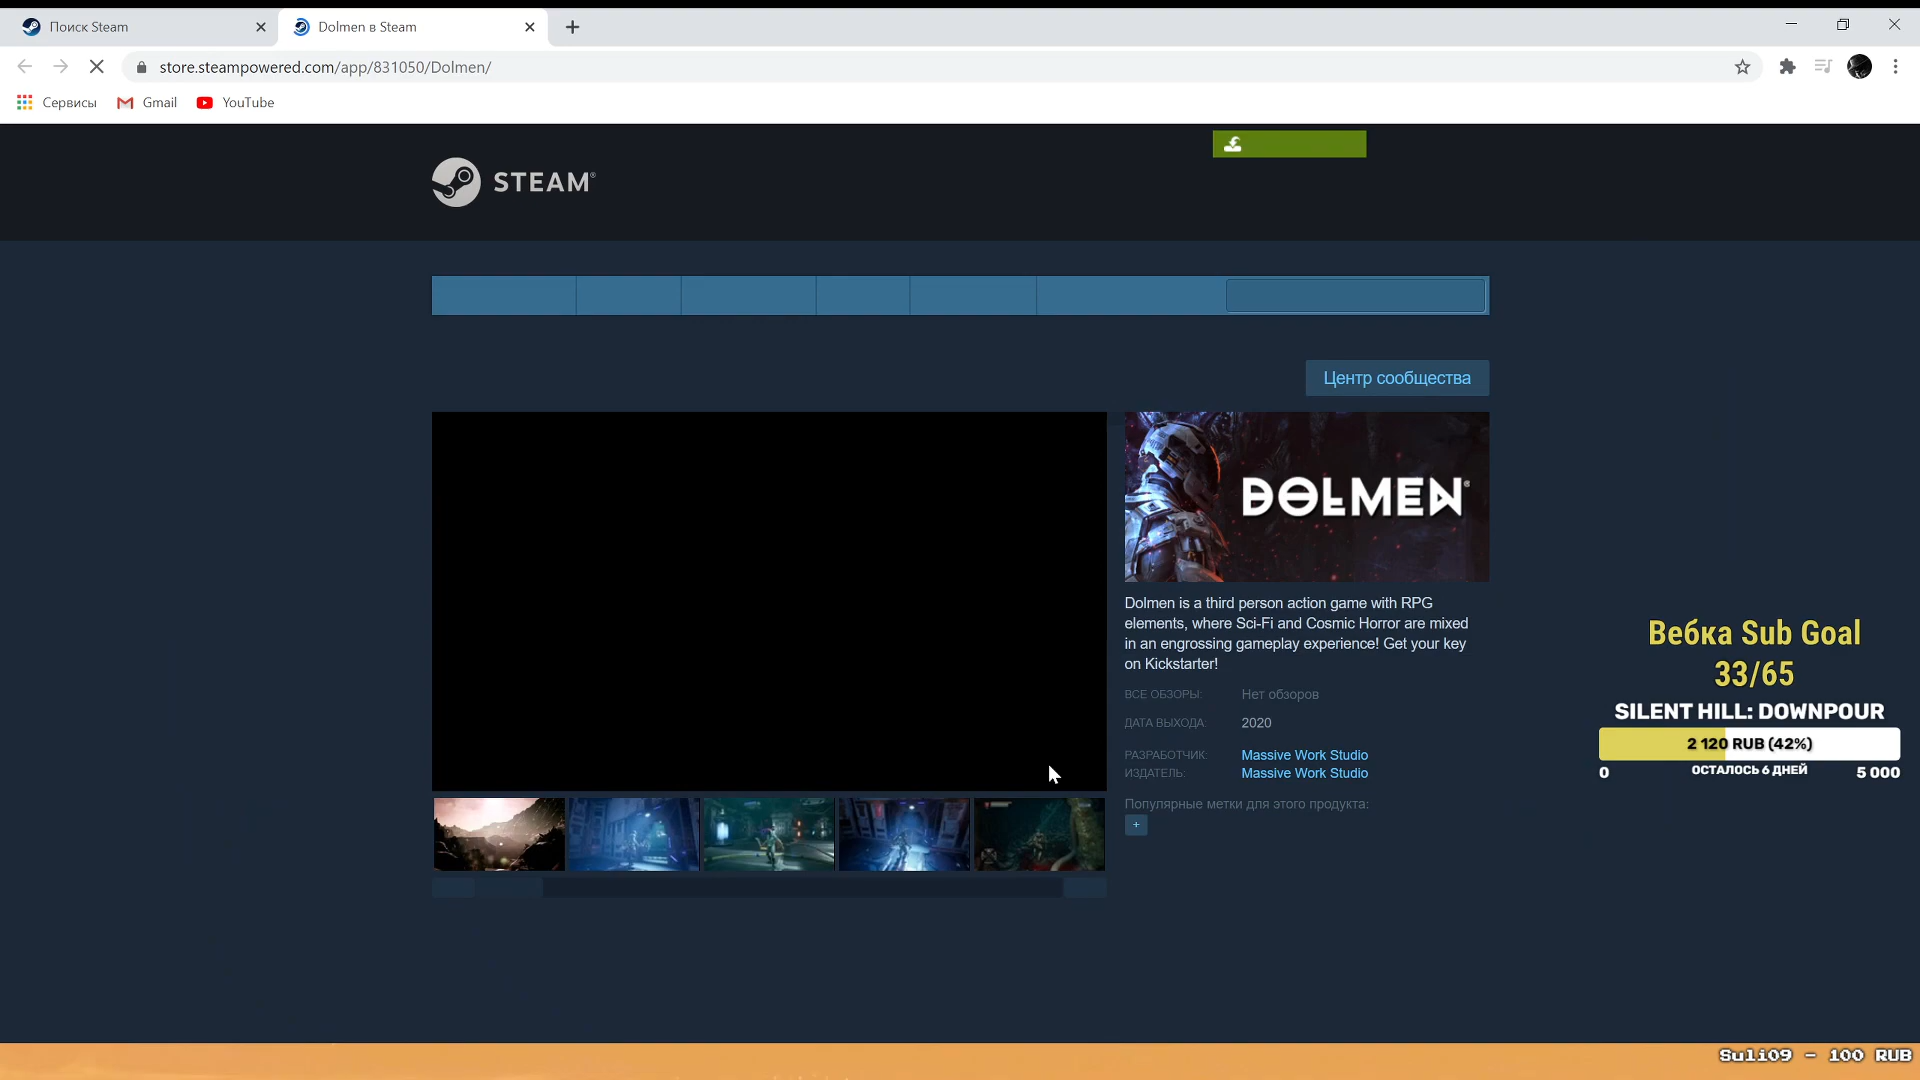 Поиск Steam
Dolmen в Steam
store.steampowered.com/app/831050/Dolmen/
Сервисы
Gmail
YouTube
STEAM®
Центр сообщества
DOLMEN®
Dolmen is a third person action game with RPG
elements, where Sci-Fi and Cosmic Horror are mixed
in an engrossing gameplay experience! Get your key
on Kickstarter!
ВСЕ ОБЗОРЫ: Нет обзоров
ДАТА ВЫХОДА: 2020
РАЗРАБОТЧИК: Massive Work Studio
ИЗДАТЕЛЬ: Massive Work Studio
Популярные метки для этого продукта:
+
Вебка Sub Goal
33/65
SILENT HILL: DOWNPOUR
2 120 RUB (42%)
0 ОСТАЛОСЬ 6 ДНЕЙ 5 000
Suli09 - 100 RUB